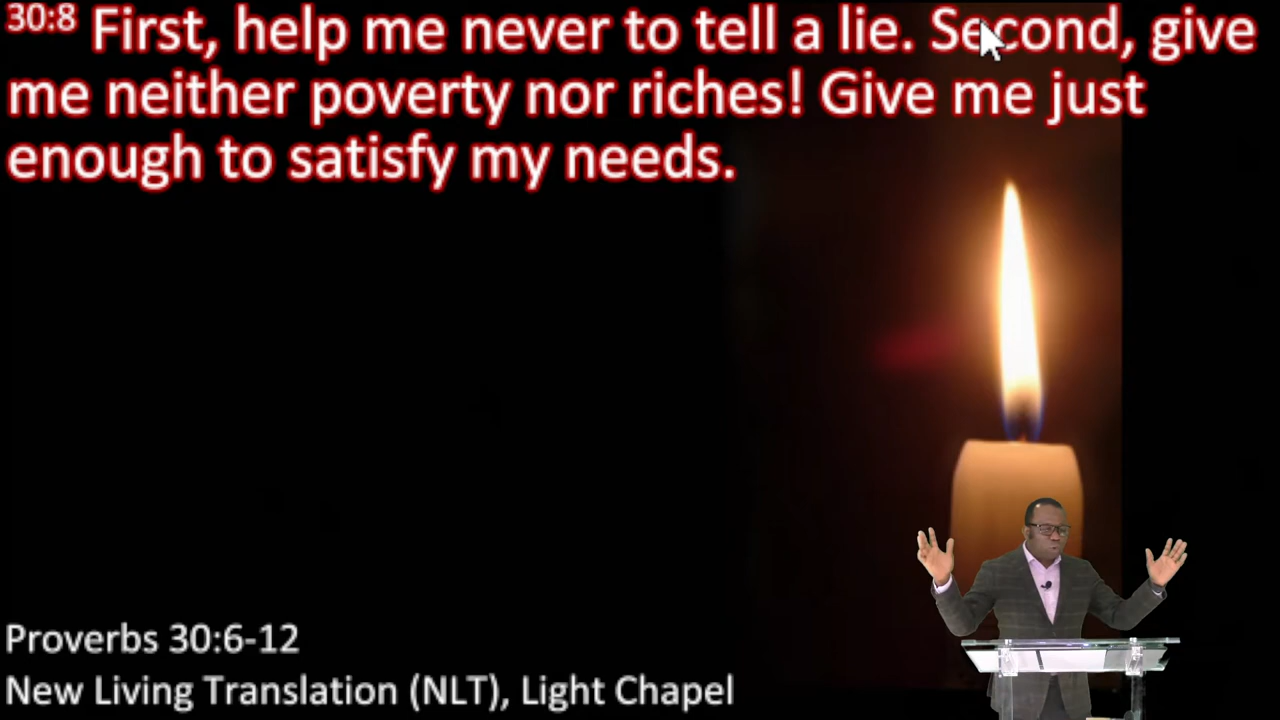 30:8 First, help me never to tell a lie. Second, give
me neither poverty nor riches! Give me just
enough to satisfy my needs.
Proverbs 30:6-12
New Living Translation (NLT), Light Chapel